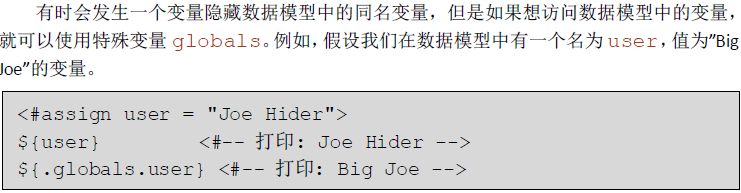 有时会发生一个变量隐藏数据模型中的同名变量，但是如果想访问数据模型中的变量，
就可以使用特殊变量 globals。例如，假设我们在数据模型中有一个名为 user，值为”Big
Joe”的变量。
<#assign user = "Joe Hider">
${user} <#-- 打印: Joe Hider -->
${.globals.user} <#-- 打印: Big Joe -->